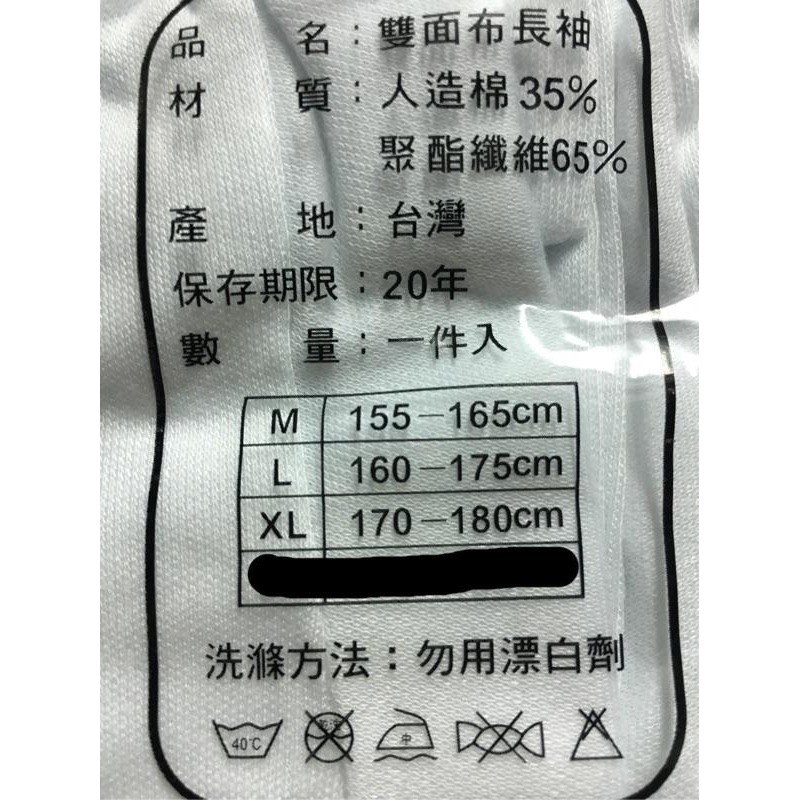 品 名：雙面布長袖
材 質：人造棉35%
聚酯纖維65%
產 地：台灣
保存期限：20年
數 量：一件入
M 155－165cm
L 160－175cm
XL 170－180cm
洗滌方法：勿用漂白劑
40℃ 乾洗 中